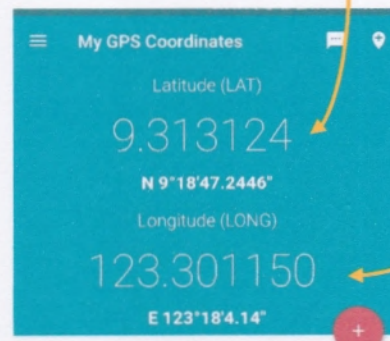 My GPS Coordinates
Latitude (LAT)
9.313124
N 9°18'47.2446"
Longitude (LONG)
123.301150
E 123°18'4.14"